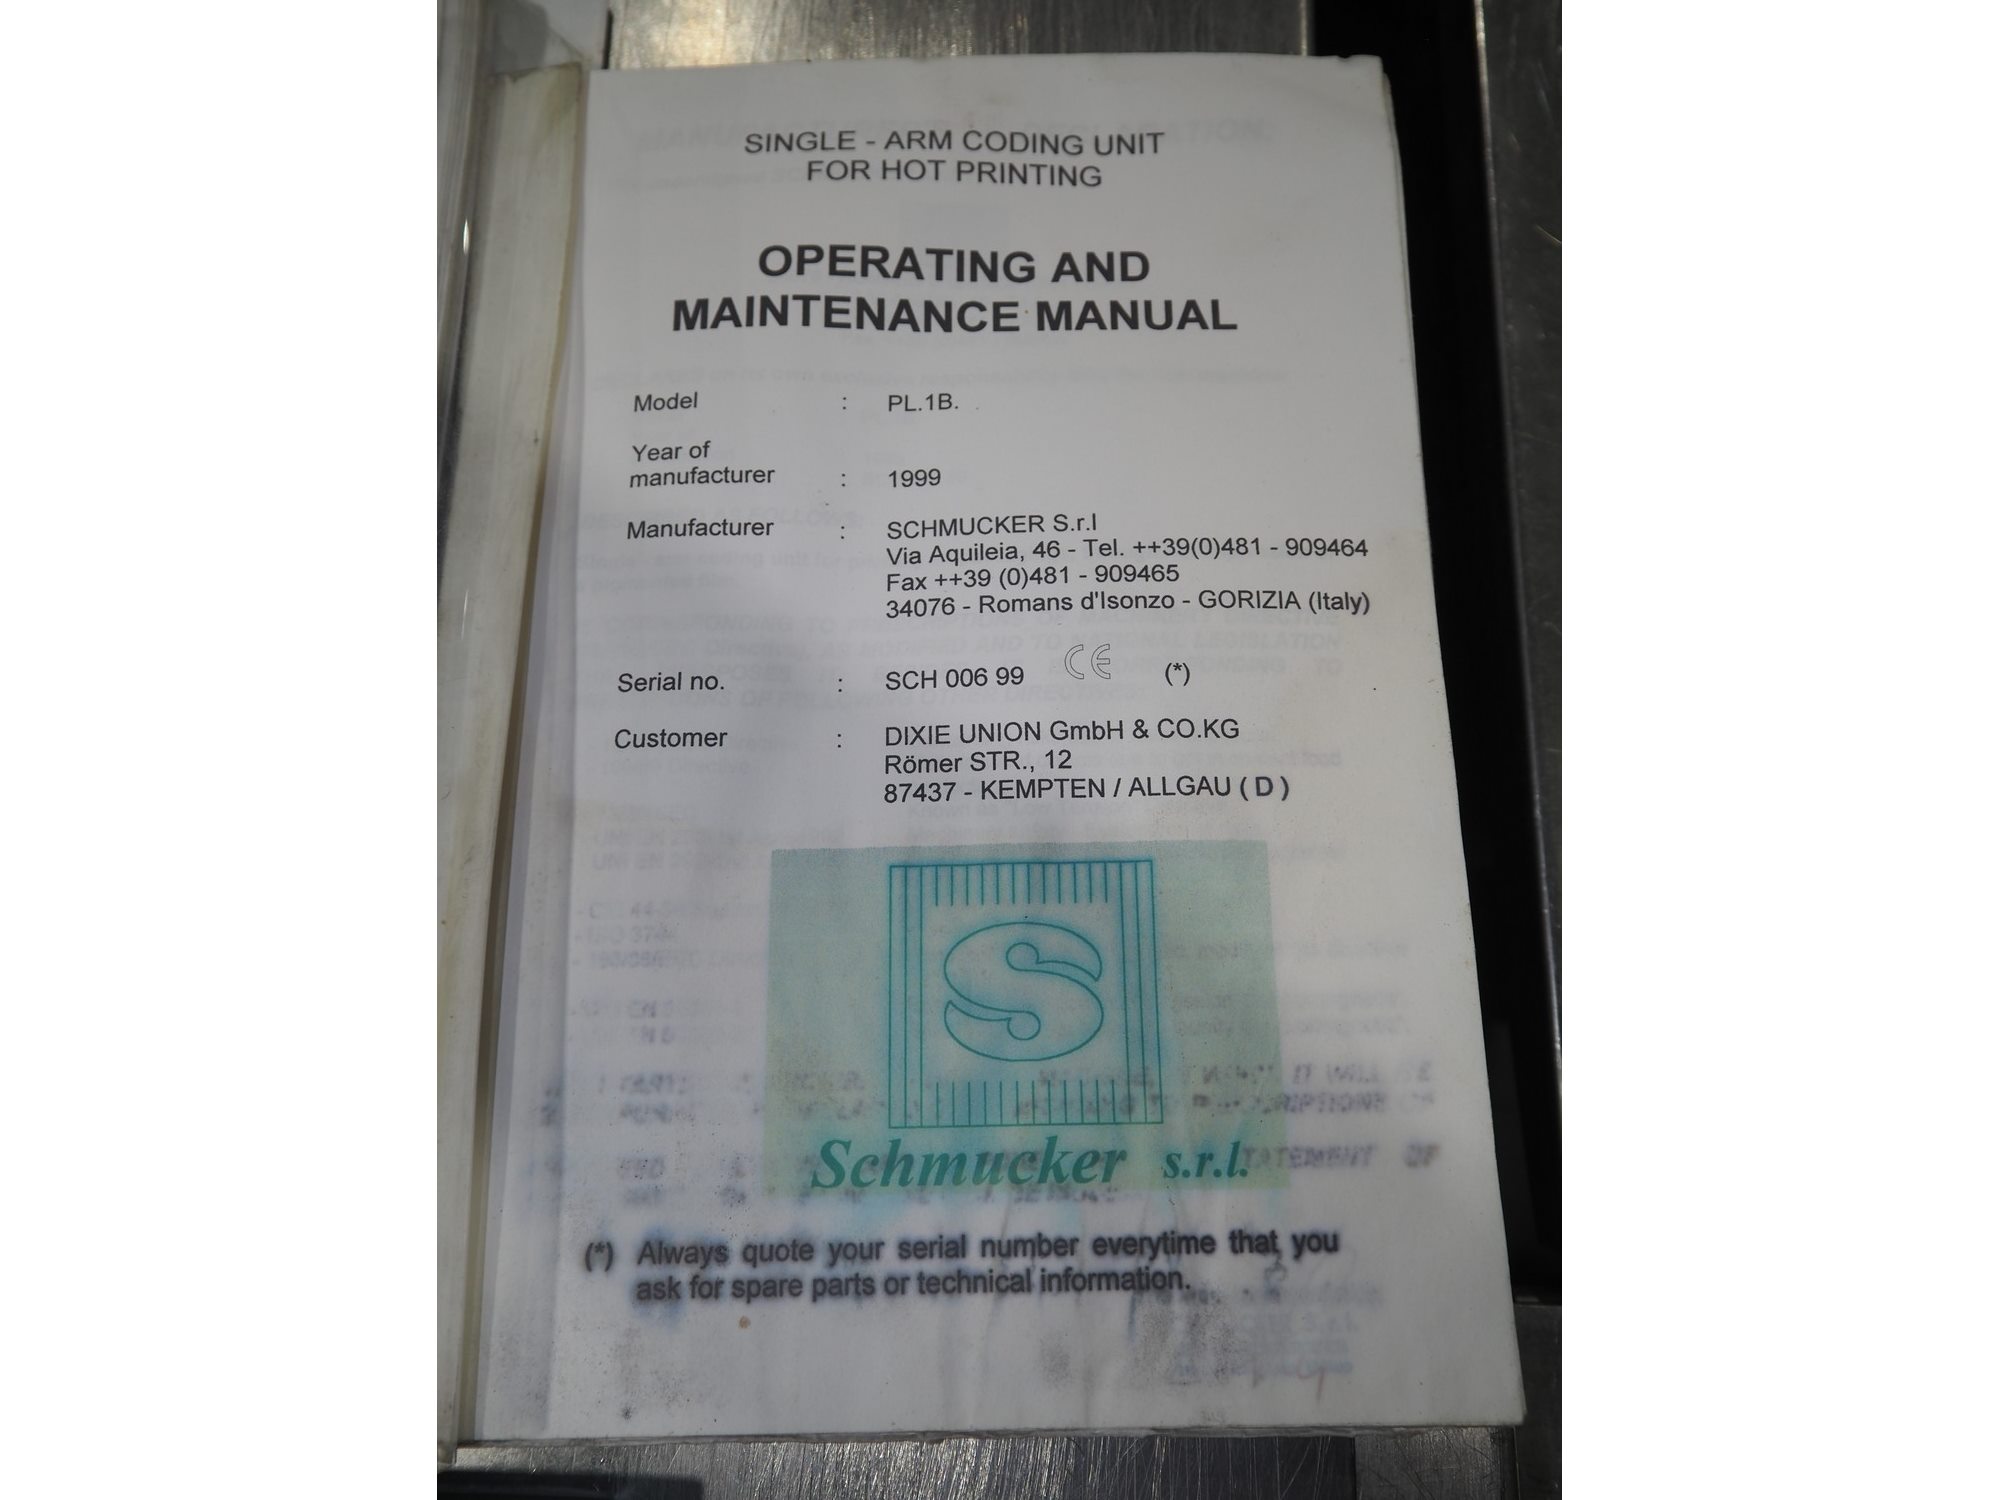 SINGLE - ARM CODING UNIT
FOR HOT PRINTING
OPERATING AND
MAINTENANCE MANUAL
Model : PL.1B.
Year of
manufacturer : 1999
Manufacturer : SCHMUCKER S.r.l
Via Aquileia, 46 - Tel. ++39(0)481 - 909464
Fax ++39 (0)481 - 909465
34076 - Romans d'Isonzo - GORIZIA (Italy)
Serial no. : SCH 006 99 CE (*)
Customer : DIXIE UNION GmbH & CO.KG
Römer STR., 12
87437 - KEMPTEN / ALLGAU ( D )
S
Schmucker s.r.l.
(*) Always quote your serial number everytime that you
ask for spare parts or technical information.